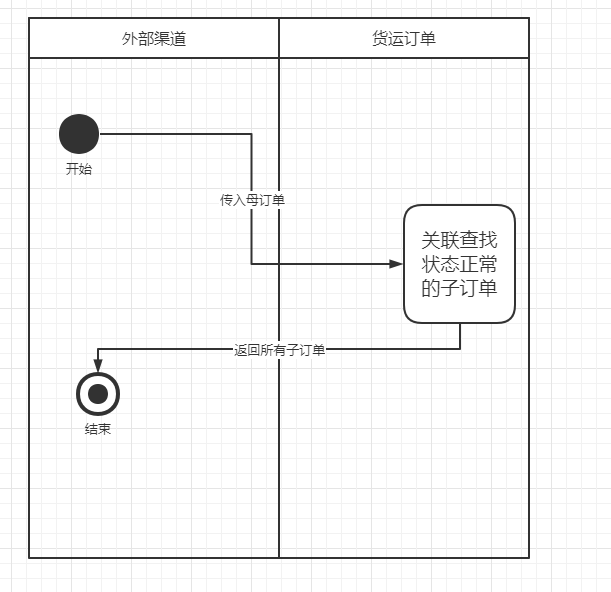 外部渠道
货运订单
开始
传入母订单
关联查找
状态正常
的子订单
返回所有子订单
结束